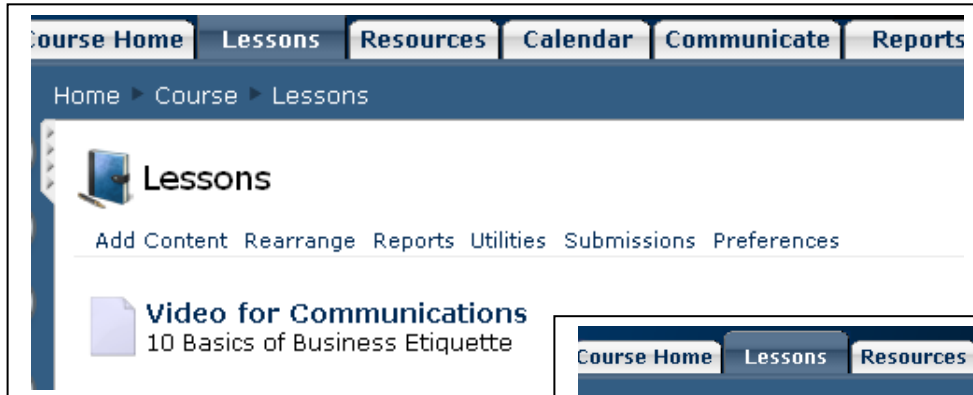 Course Home Lessons Resources Calendar Communicate Reports
Home Course Lessons
Lessons
Add Content Rearrange Reports Utilities Submissions Preferences
Video for Communications
10 Basics of Business Etiquette
Course Home Lessons Resources